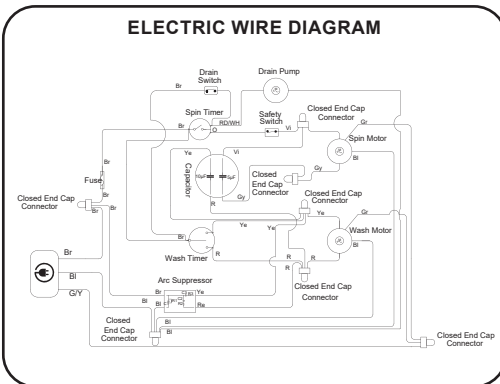 ELECTRIC WIRE DIAGRAM
Drain
Switch
Drain Pump
Br
Spin Timer
RD/WH
Safety
Switch
Closed End Cap
Connector
Br
O
Vi
Gr
Spin Motor
Ye
Vi
Bl
Br
Capacitor
10μF
5μF
Closed
End Cap
Connector
Gy
Fuse
Br
Gy
Closed End Cap
Connector
Closed End Cap
Connector
Br
Br
R
Ye
Ye
Ye
Gr
Wash Motor
Br
Wash Timer
R
R
R
R
Bl
Br
Bl
G/Y
Arc Suppressor
Br
Ye
Bl
Bl
Re
Closed End Cap
Connector
Closed
End Cap
Connector
Bl
Bl
Bl
Closed End Cap
Connector